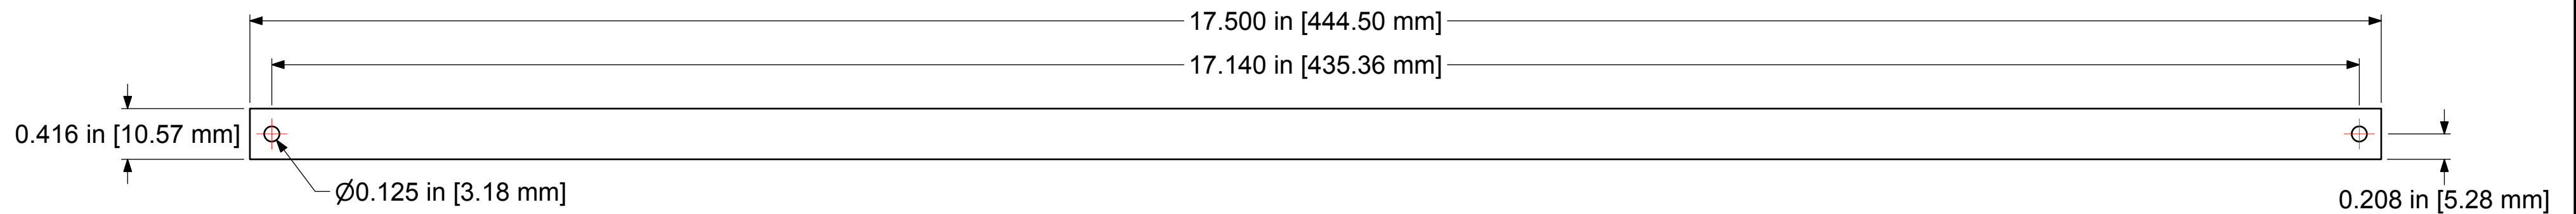 17.500 in [444.50 mm]
17.140 in [435.36 mm]
0.416 in [10.57 mm]
Ø0.125 in [3.18 mm]
0.208 in [5.28 mm]